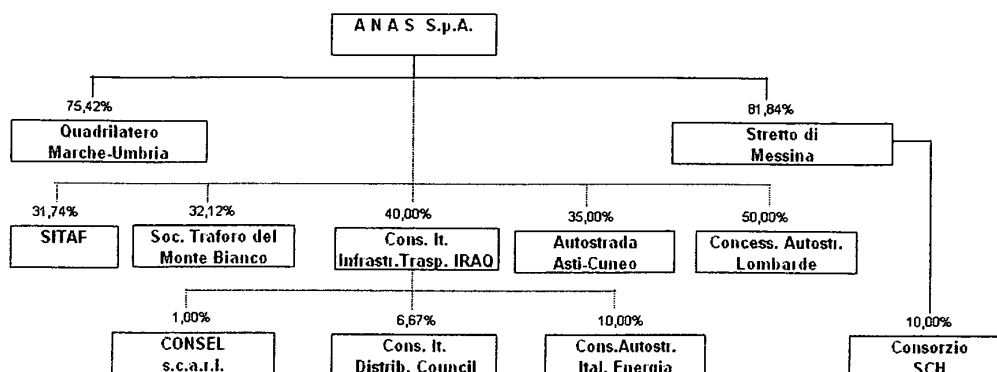 A N A S S.p.A.
75,42%
81,84%
Quadrilatero
Marche-Umbria
Stretto di
Messina
31,74%
32,12%
40,00%
35,00%
50,00%
SITAF
Soc. Traforo del
Monte Bianco
Cons. It.
Infrastr.Trasp. IRAQ
Autostrada
Asti-Cuneo
Concess. Autostr.
Lombarde
1,00%
6,67%
10,00%
10,00%
CONSEL
s.c.a.r.l.
Cons. It.
Distrib. Council
Cons.Autostr.
Ital. Energia
Consorzio
SCH